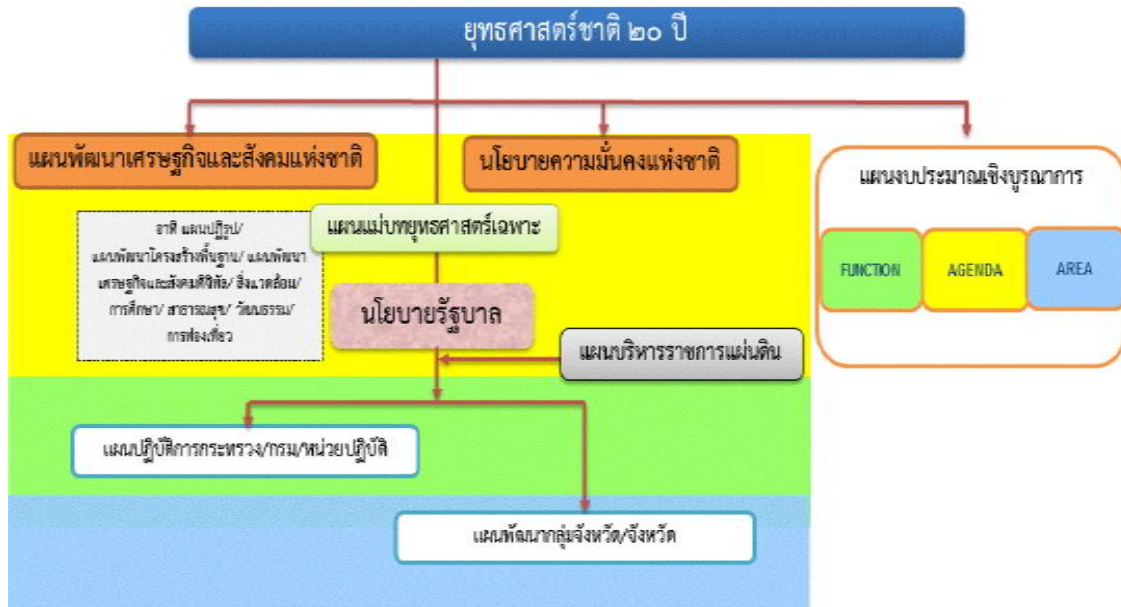 ยุทธศาสตร์ชาติ ๒๐ ปี
แผนพัฒนาเศรษฐกิจและสังคมแห่งชาติ
นโยบายความมั่นคงแห่งชาติ
แผนงบประมาณเชิงบูรณาการ
แผนแม่บทยุทธศาสตร์เฉพาะ
อาทิ แผนปฏิรูป/
แผนพัฒนาโครงสร้างพื้นฐาน/ แผนพัฒนา
เศรษฐกิจและสังคมดิจิทัล/ สิ่งแวดล้อม/
การศึกษา/ สาธารณสุข/ วัฒนธรรม/
การท่องเที่ยว
FUNCTION
AGENDA
AREA
นโยบายรัฐบาล
แผนบริหารราชการแผ่นดิน
แผนปฏิบัติการกระทรวง/กรม/หน่วยปฏิบัติ
แผนพัฒนากลุ่มจังหวัด/จังหวัด